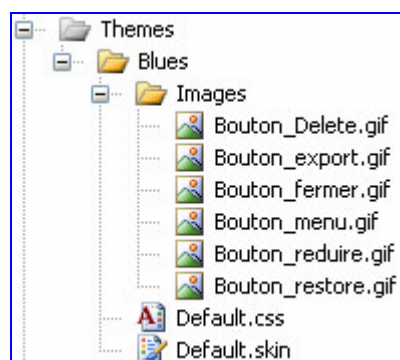 Themes
Blues
Images
Bouton_Delete.gif
Bouton_export.gif
Bouton_fermer.gif
Bouton_menu.gif
Bouton_reduire.gif
Bouton_restore.gif
Default.css
Default.skin